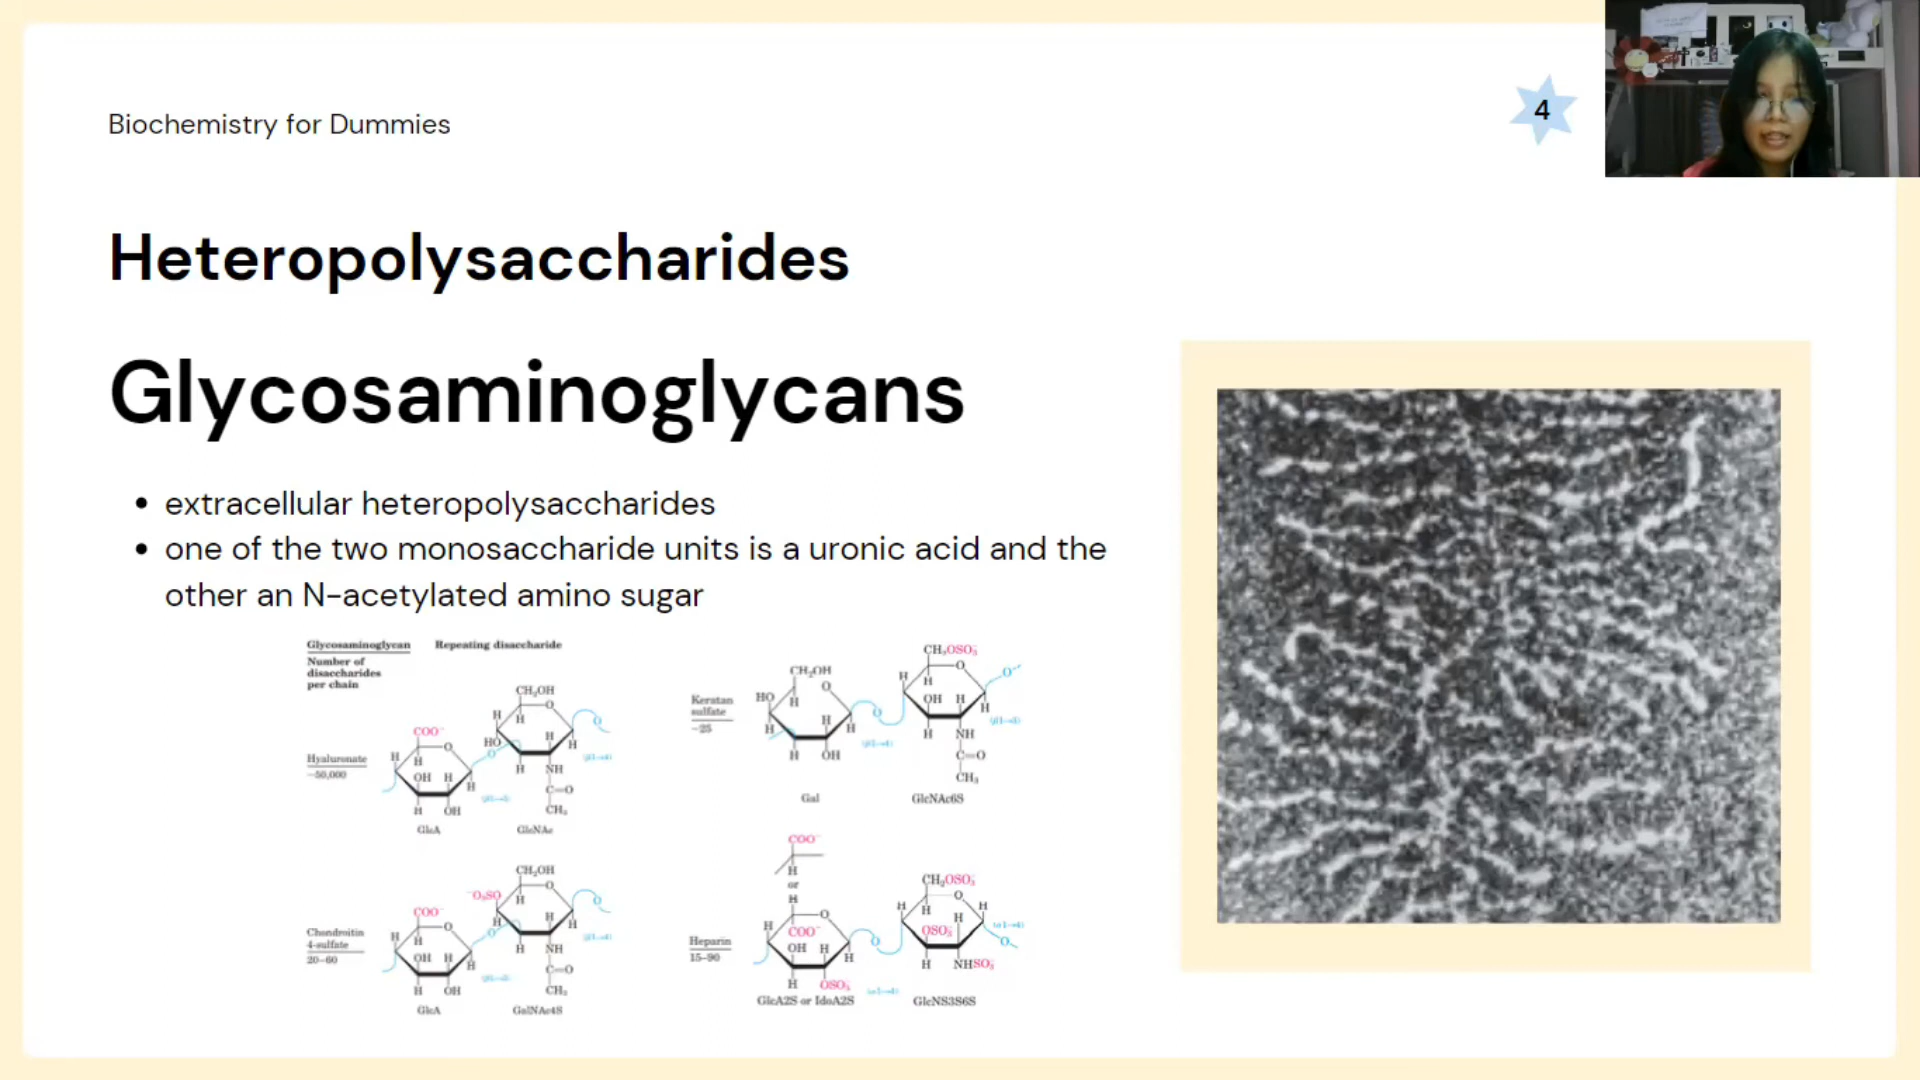 Biochemistry for Dummies
4
Heteropolysaccharides
Glycosaminoglycans
extracellular heteropolysaccharides
one of the two monosaccharide units is a uronic acid and the
other an N-acetylated amino sugar
Glycosaminoglycan Repeating disaccharide
Number of
disaccharides
per chain
Hyaluronate
~50,000
COO⁻
O
H
H
OH H
H
H OH
GlcA
CH₂OH
O
H
H
HO
H
H
H NH
C=O
CH₃
GlcNAc
O
Chondroitin
4-sulfate
20–60
COO⁻
O
H
H
OH H
H
H OH
GlcA
CH₂OH
⁻O₃SO
O
H
H
H
H
H NH
C=O
CH₃
GalNAc4S
O
Keratan
sulfate
~25
CH₂OH
HO
O
H
H
H
H
H OH
Gal
O
CH₂OSO₃⁻
O
H
H
OH H
H
H NH
C=O
CH₃
GlcNAc6S
O
Heparin
15–90
COO⁻
H
or
H
O
H
COO⁻
OH H
H
H OSO₃⁻
GlcA2S or IdoA2S
O
CH₂OSO₃⁻
O
H
H
H
H
OSO₃⁻
H NHSO₃⁻
GlcNS3S6S
O